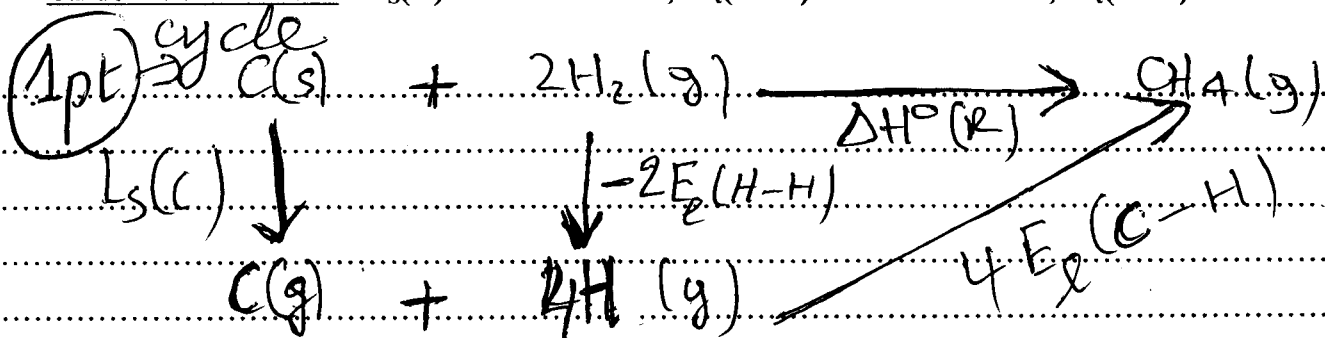 1pt → cycle
C(s) + 2H₂(g) → CH4(g)
ΔH°(R)
Ls(C) -2Eℓ(H-H)
4Eℓ(C-H)
C(g) + 4H (g)